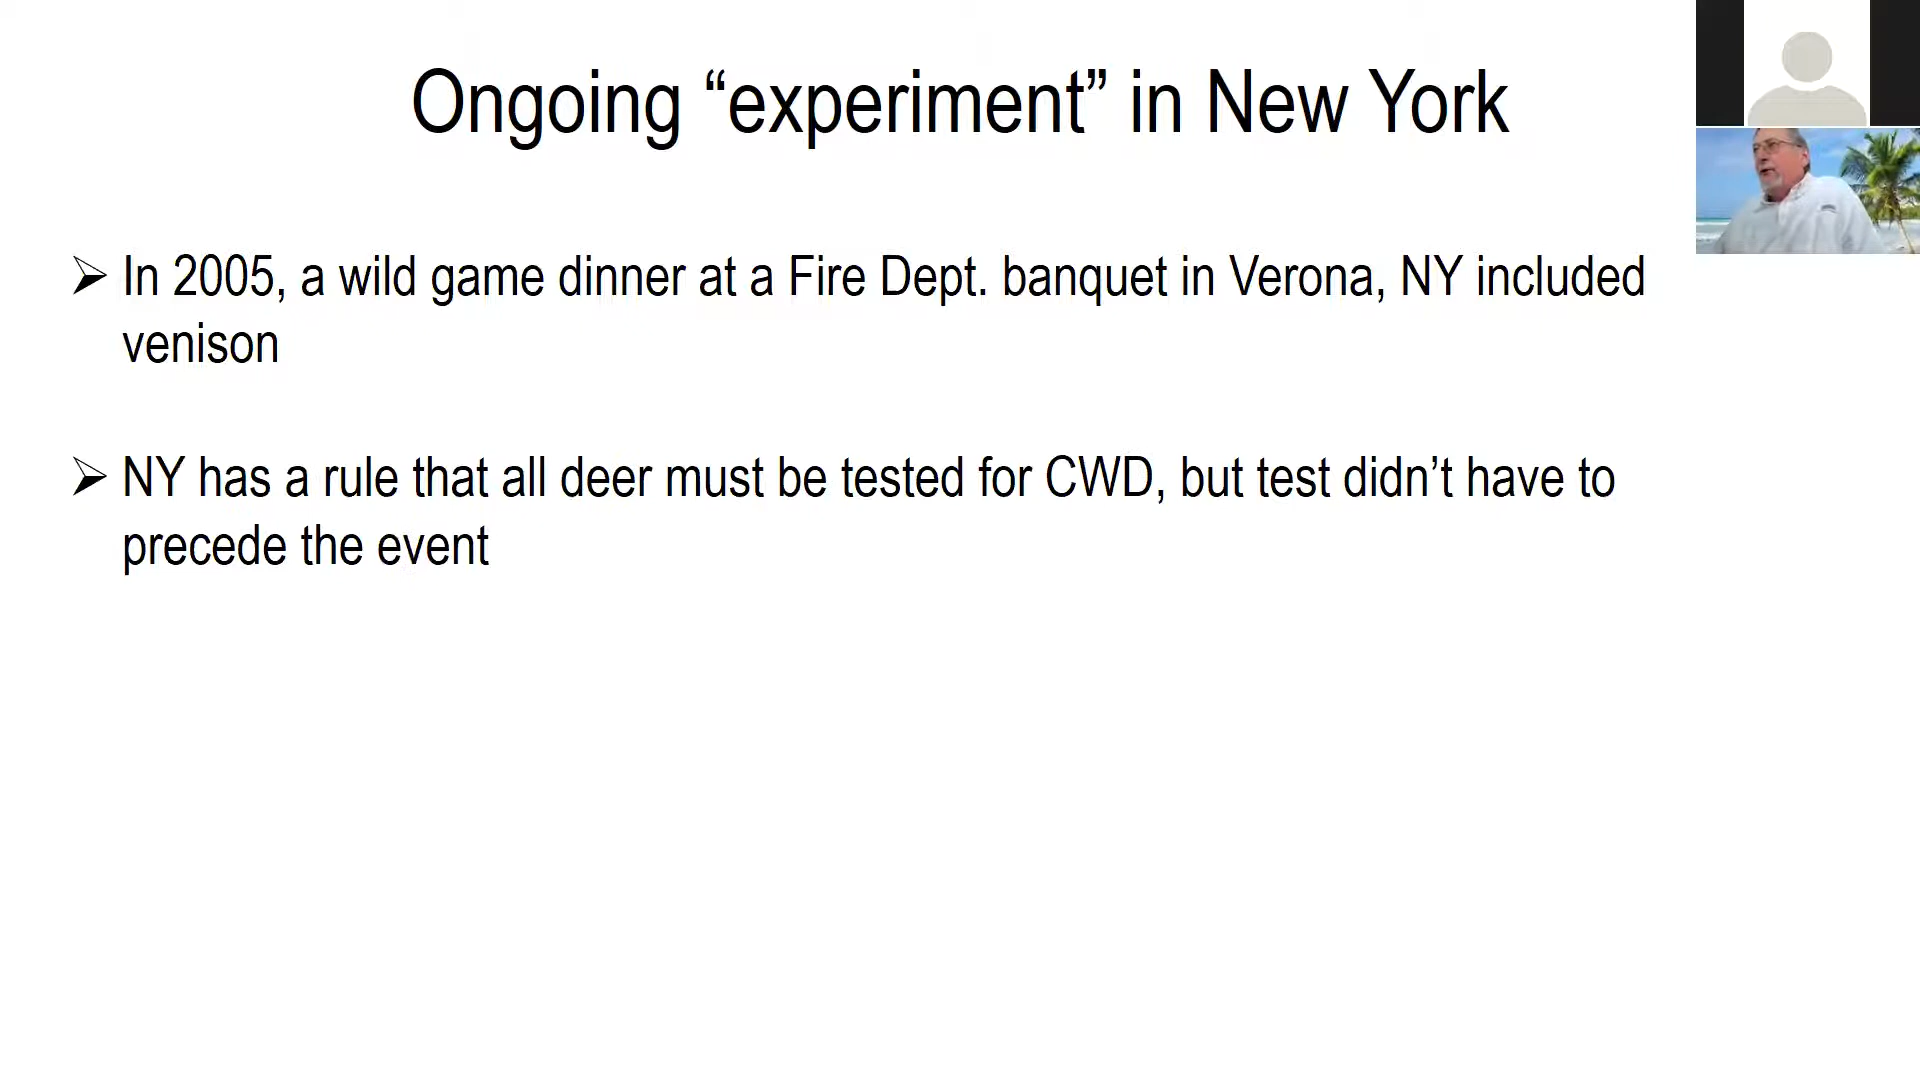 Ongoing “experiment” in New York
➢ In 2005, a wild game dinner at a Fire Dept. banquet in Verona, NY included
venison
➢ NY has a rule that all deer must be tested for CWD, but test didn’t have to
precede the event